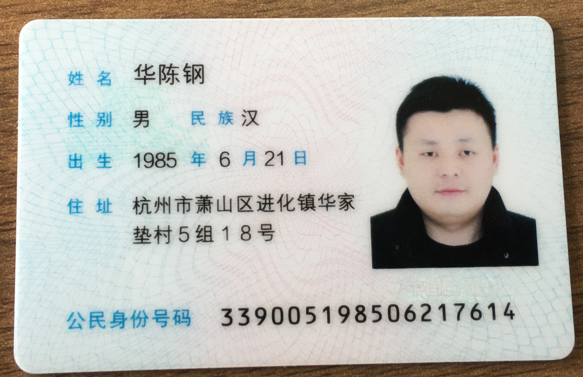 姓名 华陈钢
性别 男 民族 汉
出生 1985 年 6 月 21 日
住址 杭州市萧山区进化镇华家
垫村5组18号
公民身份号码 339005198506217614